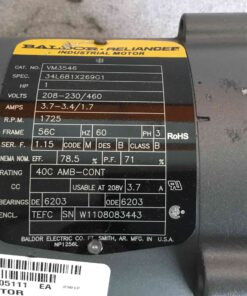 BALDOR • RELIANCER
INDUSTRIAL MOTOR
CAT. NO. VM3546
SPEC. 34L681X269G1
HP 1
VOLTS 208-230/460
AMPS 3.7-3.4/1.7
R.P.M. 1725
FRAME 56C HZ 60 PH 3
SER. F. 1.15 CODE M DES B CLASS B
NEMA NOM. EFF. 78.5 % P.F. 71 %
RATING 40C AMB-CONT
CC USABLE AT 208V 3.7 A
BEARINGS DE 6203 ODE 6203
ENCL. TEFC SN W1108083443
BALDOR ELECTRIC CO. FT. SMITH, AR. MFG. IN U.S.A.
NP1256L
RoHS
05111 EA
TOR